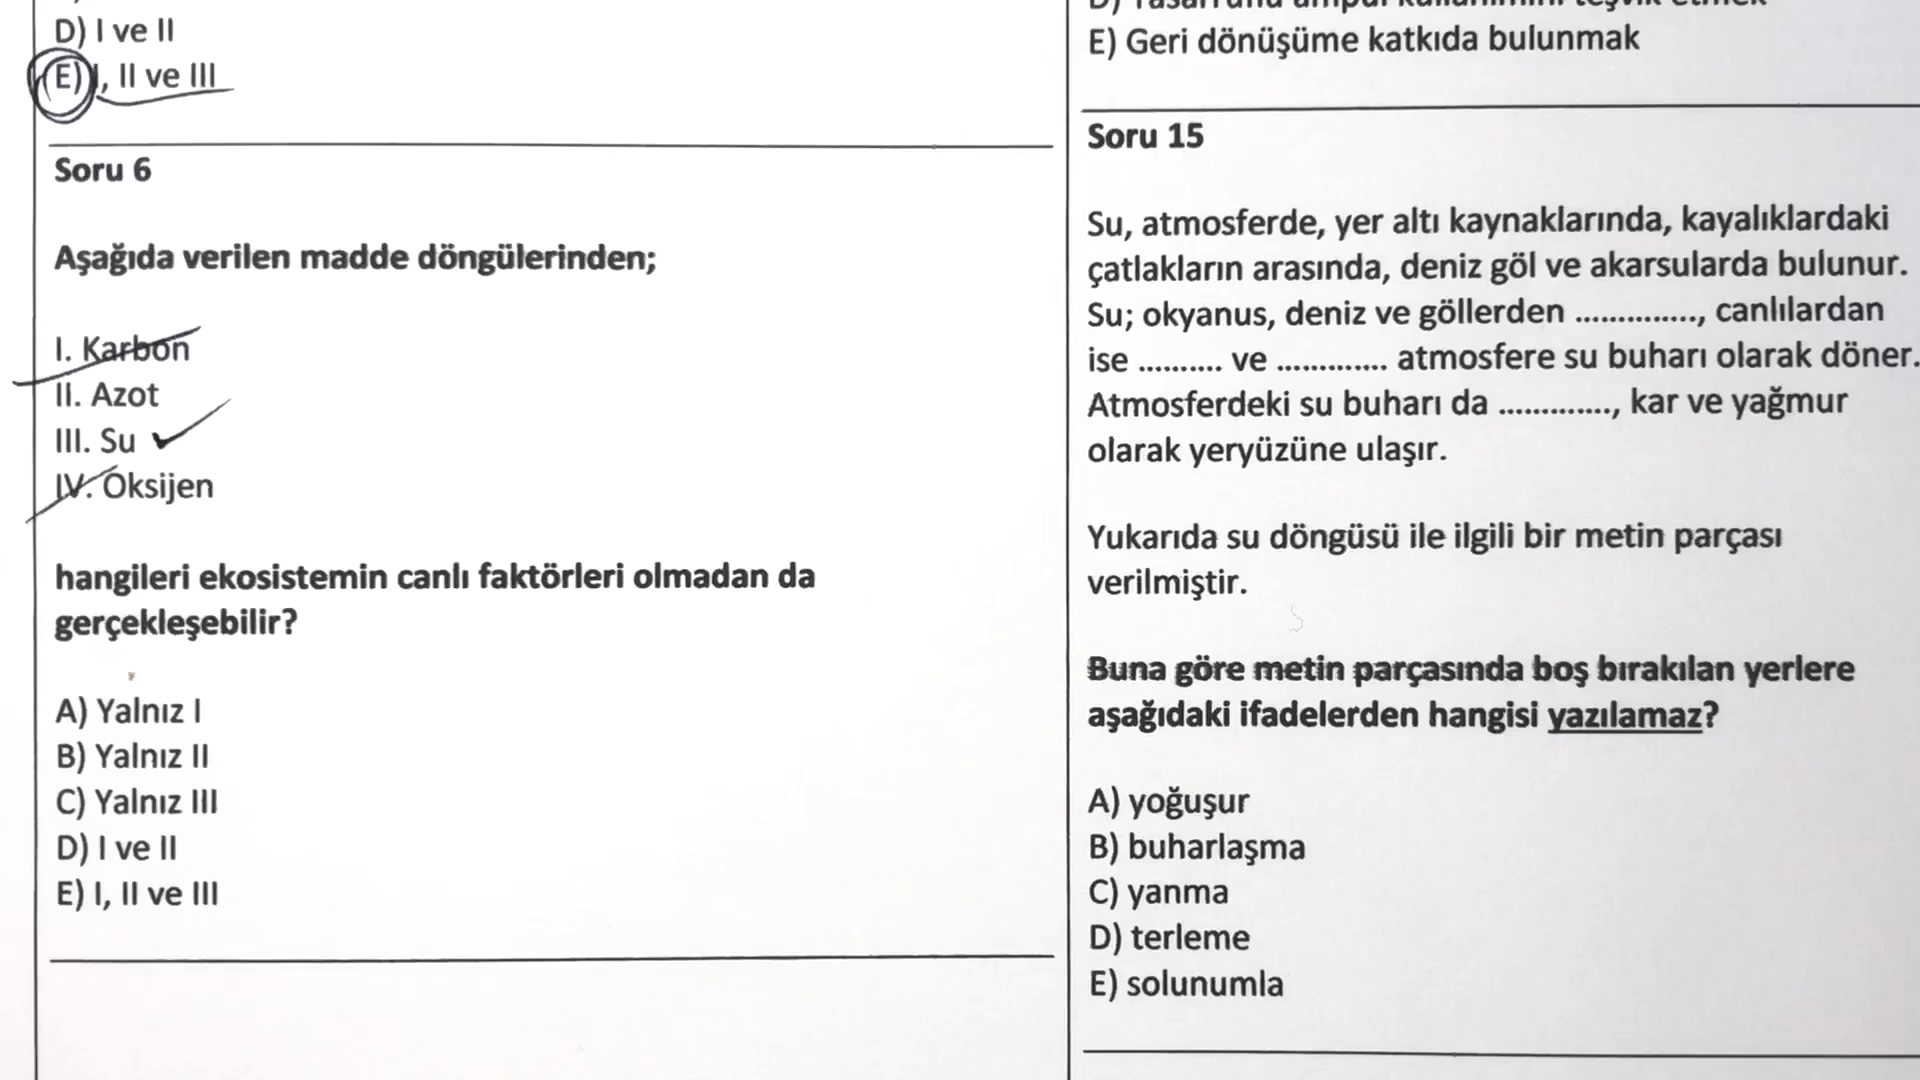 D) I ve II
E) I, II ve III
Soru 6
Aşağıda verilen madde döngülerinden;
I. Karbon
II. Azot
III. Su
IV. Oksijen
hangileri ekosistemin canlı faktörleri olmadan da
gerçekleşebilir?
A) Yalnız I
B) Yalnız II
C) Yalnız III
D) I ve II
E) I, II ve III
E) Geri dönüşüme katkıda bulunmak
Soru 15
Su, atmosferde, yer altı kaynaklarında, kayalıklardaki
çatlakların arasında, deniz göl ve akarsularda bulunur.
Su; okyanus, deniz ve göllerden .............., canlılardan
ise .......... ve ............. atmosfere su buharı olarak döner.
Atmosferdeki su buharı da ............., kar ve yağmur
olarak yeryüzüne ulaşır.
Yukarıda su döngüsü ile ilgili bir metin parçası
verilmiştir.
Buna göre metin parçasında boş bırakılan yerlere
aşağıdaki ifadelerden hangisi yazılamaz?
A) yoğuşur
B) buharlaşma
C) yanma
D) terleme
E) solunumla